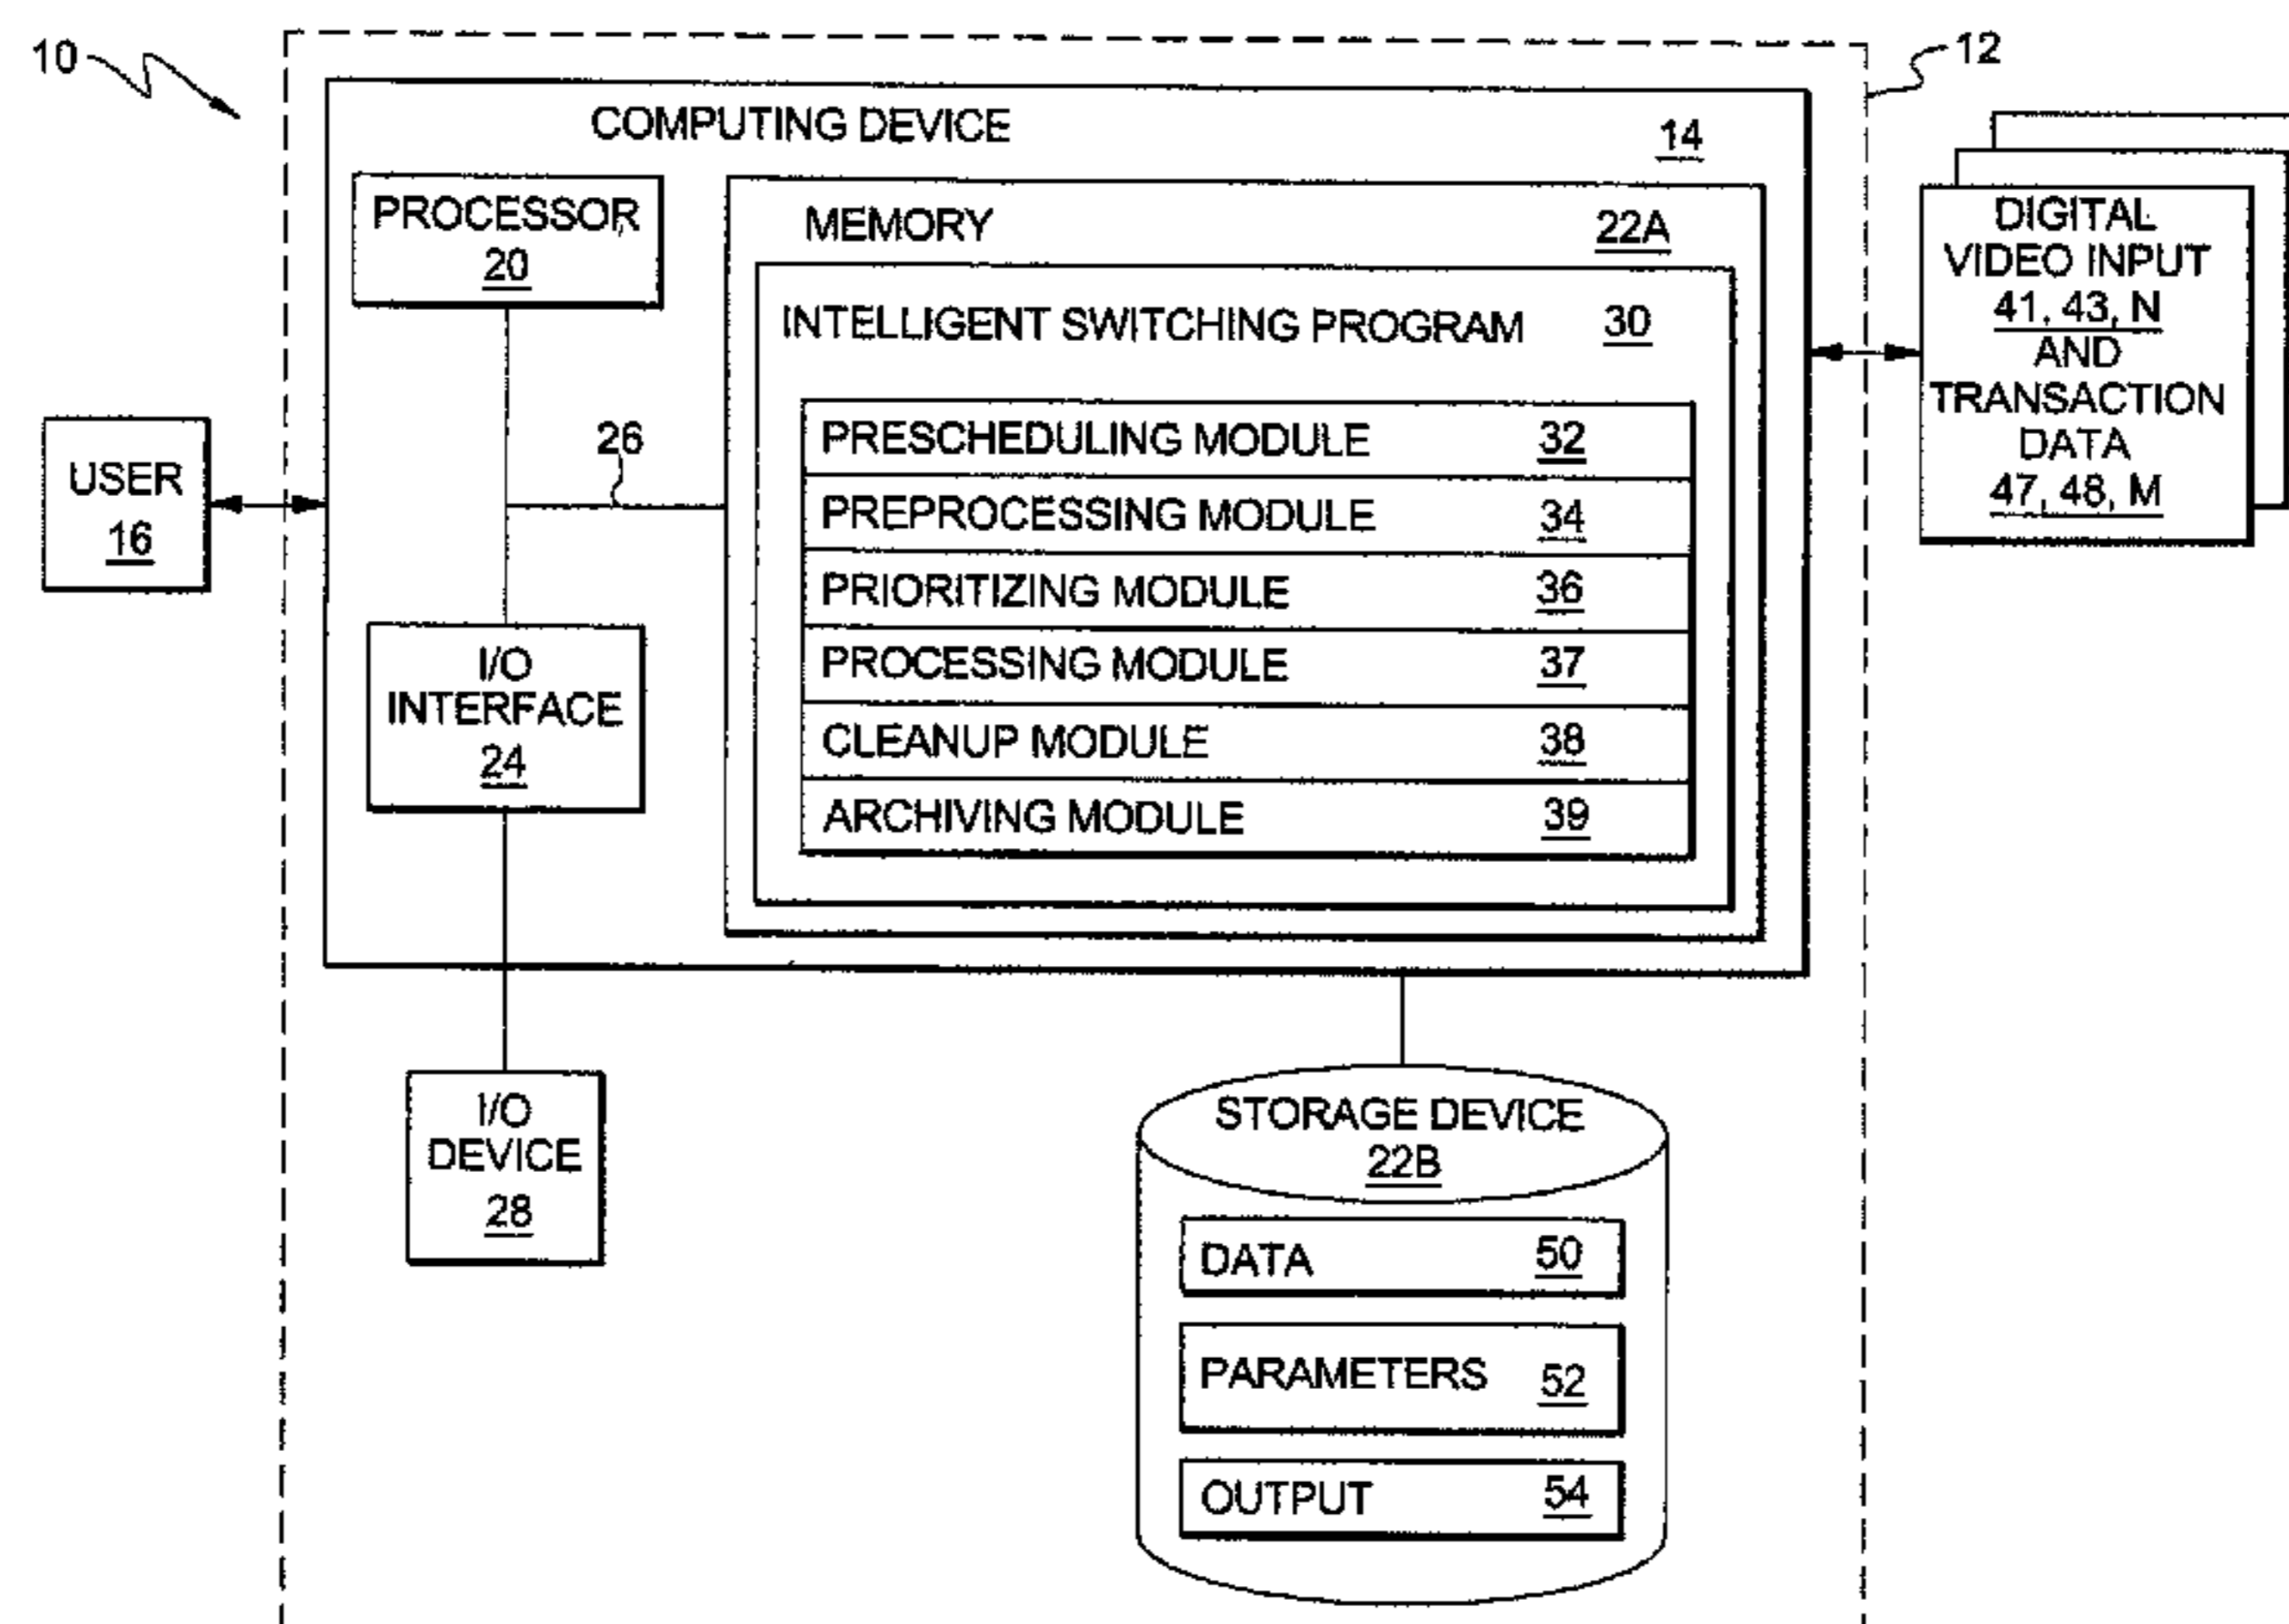 10
12
COMPUTING DEVICE
14
PROCESSOR
20
MEMORY 22A
INTELLIGENT SWITCHING PROGRAM 30
PRESCHEDULING MODULE 32
PREPROCESSING MODULE 34
PRIORITIZING MODULE 36
PROCESSING MODULE 37
CLEANUP MODULE 38
ARCHIVING MODULE 39
26
USER
16
I/O
INTERFACE
24
I/O
DEVICE
28
DIGITAL
VIDEO INPUT
41, 43, N
AND
TRANSACTION
DATA
47, 48, M
STORAGE DEVICE
22B
DATA 50
PARAMETERS 52
OUTPUT 54